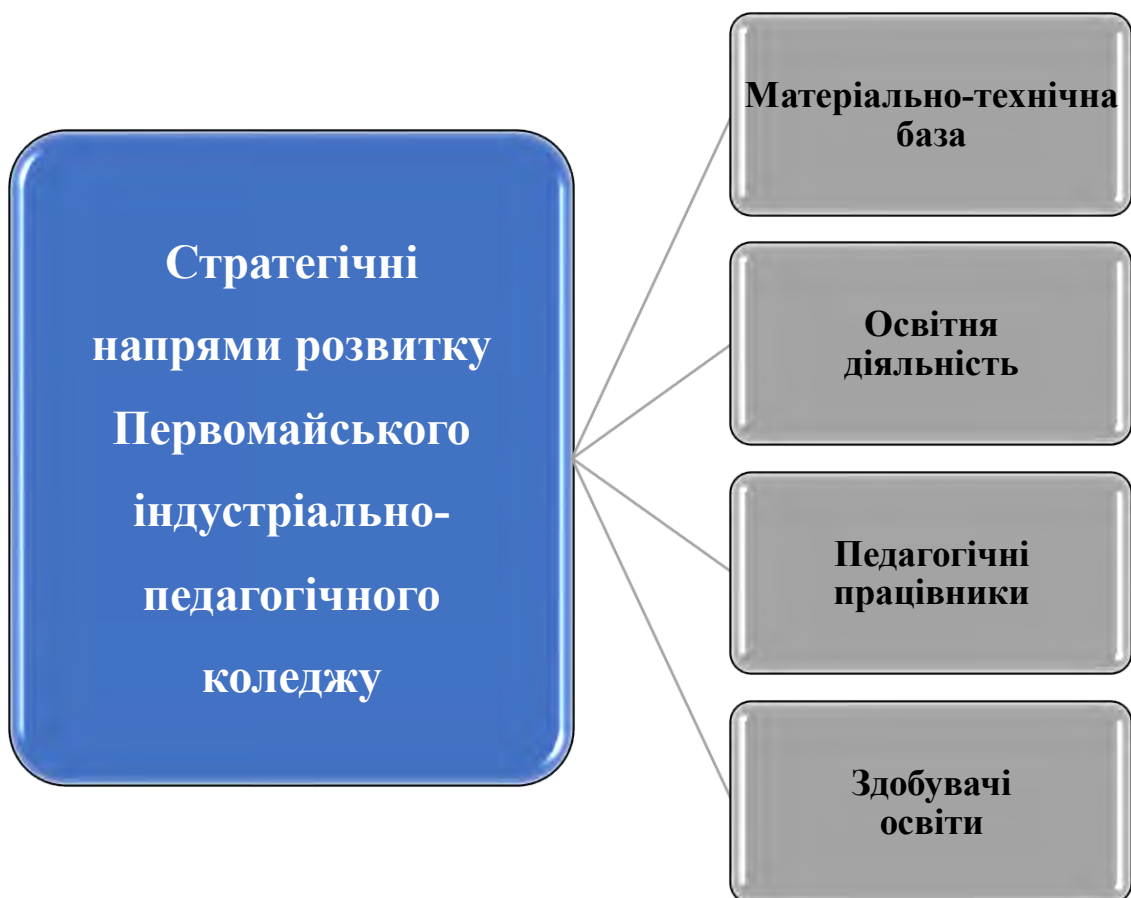 Стратегічні
напрями розвитку
Первомайського
індустріально-
педагогічного
коледжу
Матеріально-технічна
база
Освітня
діяльність
Педагогічні
працівники
Здобувачі
освіти